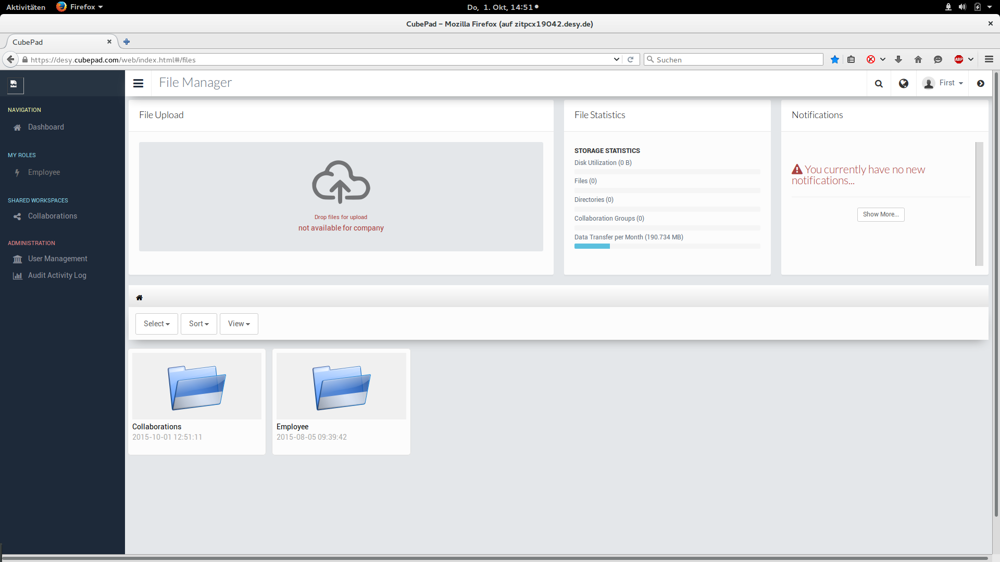 Aktivitäten
Firefox
Do, 1. Okt, 14:51
CubePad – Mozilla Firefox (auf zitpcx19042.desy.de)
CubePad
https://desy.cubepad.com/web/index.html#/files
Suchen
ABP
File Manager
First
NAVIGATION
Dashboard
MY ROLES
Employee
SHARED WORKSPACES
Collaborations
ADMINISTRATION
User Management
Audit Activity Log
File Upload
Drop files for upload
not available for company
File Statistics
STORAGE STATISTICS
Disk Utilization (0 B)
Files (0)
Directories (0)
Collaboration Groups (0)
Data Transfer per Month (190.734 MB)
Notifications
You currently have no new
notifications...
Show More...
Select
Sort
View
Collaborations
2015-10-01 12:51:11
Employee
2015-08-05 09:39:42